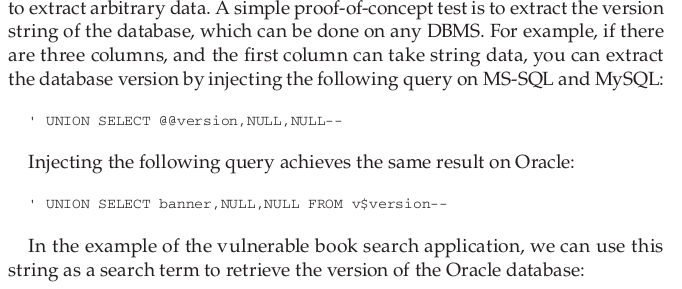 to extract arbitrary data. A simple proof-of-concept test is to extract the version
string of the database, which can be done on any DBMS. For example, if there
are three columns, and the first column can take string data, you can extract
the database version by injecting the following query on MS-SQL and MySQL:
' UNION SELECT @@version,NULL,NULL--
Injecting the following query achieves the same result on Oracle:
' UNION SELECT banner,NULL,NULL FROM v$version--
In the example of the vulnerable book search application, we can use this
string as a search term to retrieve the version of the Oracle database: